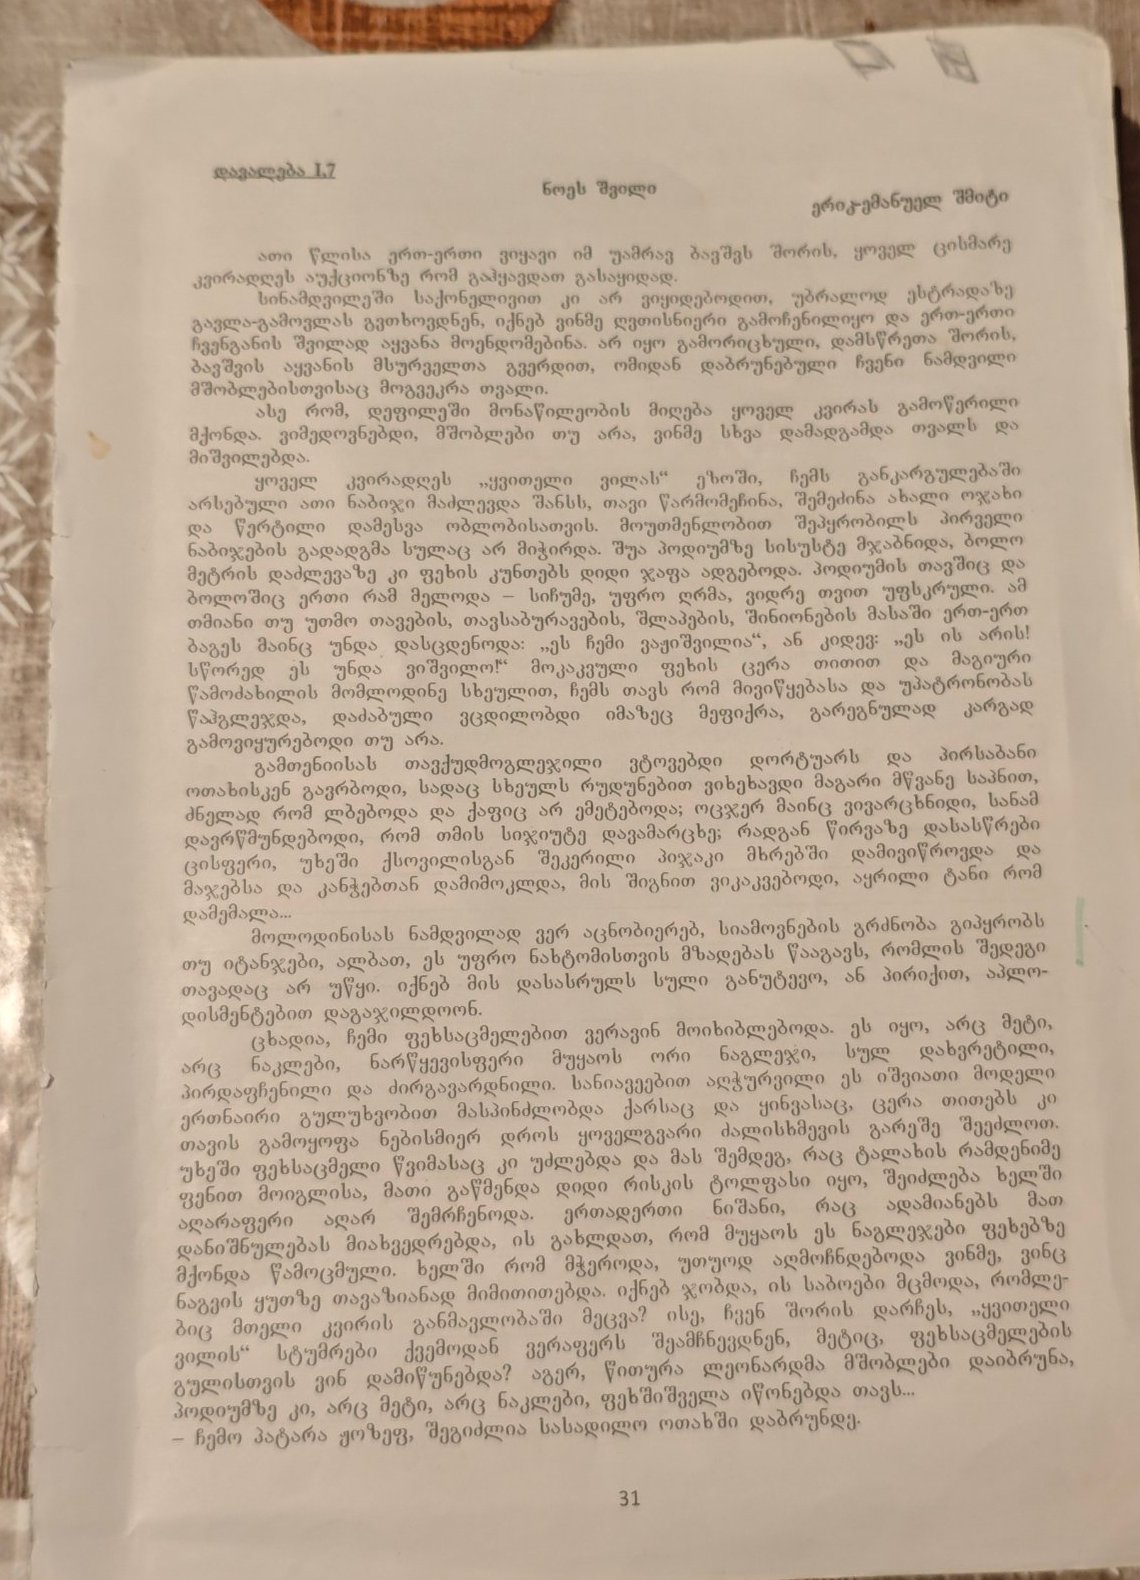 დავალება I.7
ნოეს შვილი
ერიკ-ემანუელ შმიტი
ათი წლისა ერთ-ერთი ვიყავი იმ უამრავ ბავშვს შორის, ყოველ ცისმარე
კვირადღეს აუქციონზე რომ გაჰყავდათ გასაყიდად.
სინამდვილეში საქონელივით კი არ ვიყიდებოდით, უბრალოდ ესტრადაზე
გავლა-გამოვლას გვთხოვდნენ, იქნებ ვინმე ღვთისნიერი გამოჩენილიყო და ერთ-ერთი
ჩვენგანის შვილად აყვანა მოენდომებინა. არ იყო გამორიცხული, დამსწრეთა შორის,
ბავშვის აყვანის მსურველთა გვერდით, ომიდან დაბრუნებული ჩვენი ნამდვილი
მშობლებისთვისაც მოგვეკრა თვალი.
ასე რომ, დეფილეში მონაწილეობის მიღება ყოველ კვირას გამოწერილი
მქონდა. ვიმედოვნებდი, მშობლები თუ არა, ვინმე სხვა დამადგამდა თვალს და
მიშვილებდა.
ყოველ კვირადღეს „ყვითელი ვილას“ ეზოში, ჩემს განკარგულებაში
არსებული ათი ნაბიჯი მაძლევდა შანსს, თავი წარმომეჩინა, შემეძინა ახალი ოჯახი
და წერტილი დამესვა ობლობისათვის. მოუთმენლობით შეპყრობილს პირველი
ნაბიჯების გადადგმა სულაც არ მიჭირდა. შუა პოდიუმზე სისუსტე მჯაბნიდა, ბოლო
მეტრის დაძლევაზე კი ფეხის კუნთებს დიდი ჯაფა ადგებოდა. პოდიუმის თავშიც და
ბოლოშიც ერთი რამ მელოდა – სიჩუმე, უფრო ღრმა, ვიდრე თვით უფსკრული. ამ
თმიანი თუ უთმო თავების, თავსაბურავების, შლაპების, შინიონების მასაში ერთ-ერთ
ბაგეს მაინც უნდა დასცდენოდა: „ეს ჩემი ვაჟიშვილია“, ან კიდევ: „ეს ის არის!
სწორედ ეს უნდა ვიშვილო!“ მოკაკვული ფეხის ცერა თითით და მაგიური
წამოძახილის მომლოდინე სხეულით, ჩემს თავს რომ მივიწყებასა და უპატრონობას
წაჰგლეჯდა, დაძაბული ვცდილობდი იმაზეც მეფიქრა, გარეგნულად კარგად
გამოვიყურებოდი თუ არა.
გამთენიისას თავქუდმოგლეჯილი ვტოვებდი დორტუარს და პირსაბანი
ოთახისკენ გავრბოდი, სადაც სხეულს რუდუნებით ვიხეხავდი მაგარი მწვანე საპნით,
ძნელად რომ ლბებოდა და ქაფიც არ ემეტებოდა; ოცჯერ მაინც ვივარცხნიდი, სანამ
დავრწმუნდებოდი, რომ თმის სიჯიუტე დავამარცხე; რადგან წირვაზე დასასწრები
ცისფერი, უხეში ქსოვილისგან შეკერილი პიჯაკი მხრებში დამივიწროვდა და
მაჯებსა და კანჭებთან დამიმოკლდა, მის შიგნით ვიკაკვებოდი, აყრილი ტანი რომ
დამემალა...
მოლოდინისას ნამდვილად ვერ აცნობიერებ, სიამოვნების გრძნობა გიპყრობს
თუ იტანჯები, ალბათ, ეს უფრო ნახტომისთვის მზადებას წააგავს, რომლის შედეგი
თავადაც არ უწყი. იქნებ მის დასასრულს სული განუტევო, ან პირიქით, აპლო-
დისმენტებით დაგაჯილდოონ.
ცხადია, ჩემი ფეხსაცმელებით ვერავინ მოიხიბლებოდა. ეს იყო, არც მეტი,
არც ნაკლები, ნარწყევისფერი მუყაოს ორი ნაგლეჯი, სულ დახვრეტილი,
პირდაფჩენილი და ძირგავარდნილი. სანიავეებით აღჭურვილი ეს იშვიათი მოდელი
ერთნაირი გულუხვობით მასპინძლობდა ქარსაც და ყინვასაც, ცერა თითებს კი
თავის გამოყოფა ნებისმიერ დროს ყოველგვარი ძალისხმევის გარეშე შეეძლოთ.
უხეში ფეხსაცმელი წვიმასაც კი უძლებდა და მას შემდეგ, რაც ტალახის რამდენიმე
ფენით მოიგლისა, მათი გაწმენდა დიდი რისკის ტოლფასი იყო, შეიძლება ხელში
აღარაფერი აღარ შემრჩენოდა. ერთადერთი ნიშანი, რაც ადამიანებს მათ
დანიშნულებას მიახვედრებდა, ის გახლდათ, რომ მუყაოს ეს ნაგლეჯები ფეხებზე
მქონდა წამოცმული. ხელში რომ მჭეროდა, უთუოდ აღმოჩნდებოდა ვინმე, ვინც
ნაგვის ყუთზე თავაზიანად მიმითითებდა. იქნებ ჯობდა, ის საბოები მცმოდა, რომლე-
ბიც მთელი კვირის განმავლობაში მეცვა? ისე, ჩვენ შორის დარჩეს, „ყვითელი
ვილის“ სტუმრები ქვემოდან ვერაფერს შეამჩნევდნენ, მეტიც, ფეხსაცმელების
გულისთვის ვინ დამიწუნებდა? აგერ, წითურა ლეონარდმა მშობლები დაიბრუნა,
პოდიუმზე კი, არც მეტი, არც ნაკლები, ფეხშიშველა იწონებდა თავს...
– ჩემო პატარა ჟოზეფ, შეგიძლია სასადილო ოთახში დაბრუნდე.
31